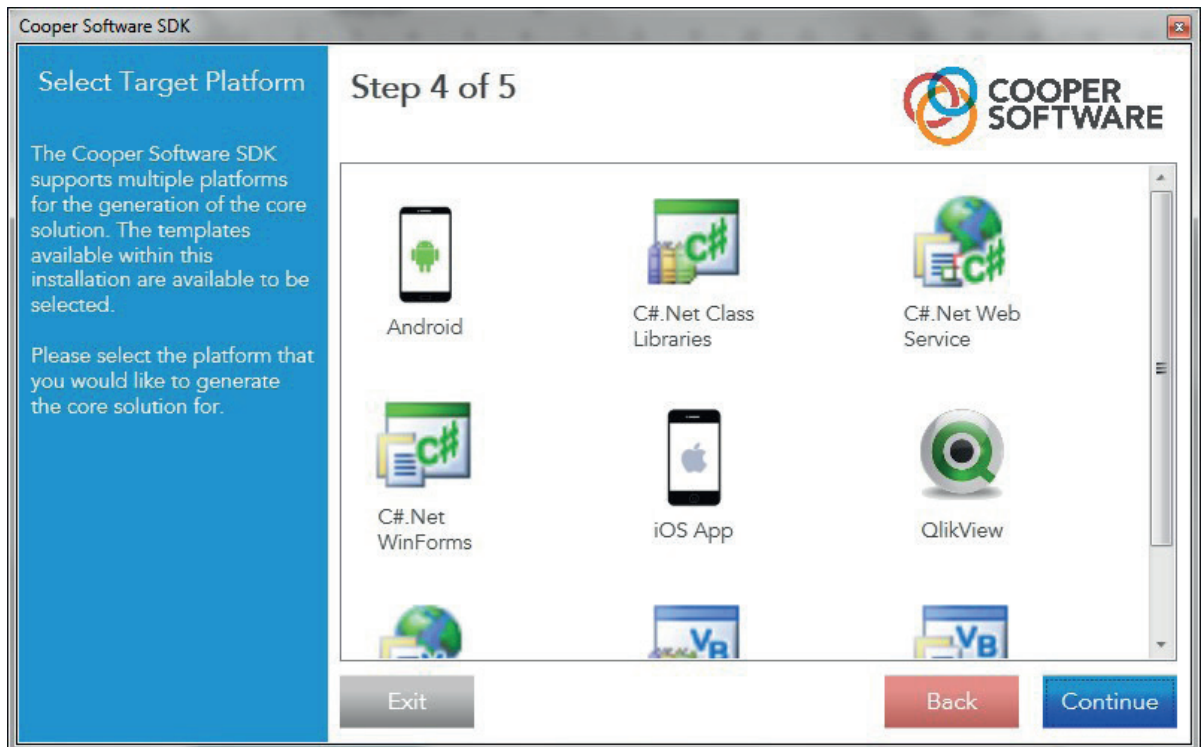 Cooper Software SDK
Select Target Platform
The Cooper Software SDK
supports multiple platforms
for the generation of the core
solution. The templates
available within this
installation are available to be
selected.
Please select the platform that
you would like to generate
the core solution for.
Step 4 of 5
COOPER
SOFTWARE
Android
C#
C#.Net Class
Libraries
C#
C#.Net Web
Service
C#
C#.Net
WinForms
iOS App
QlikView
VB
VB
Exit
Back
Continue